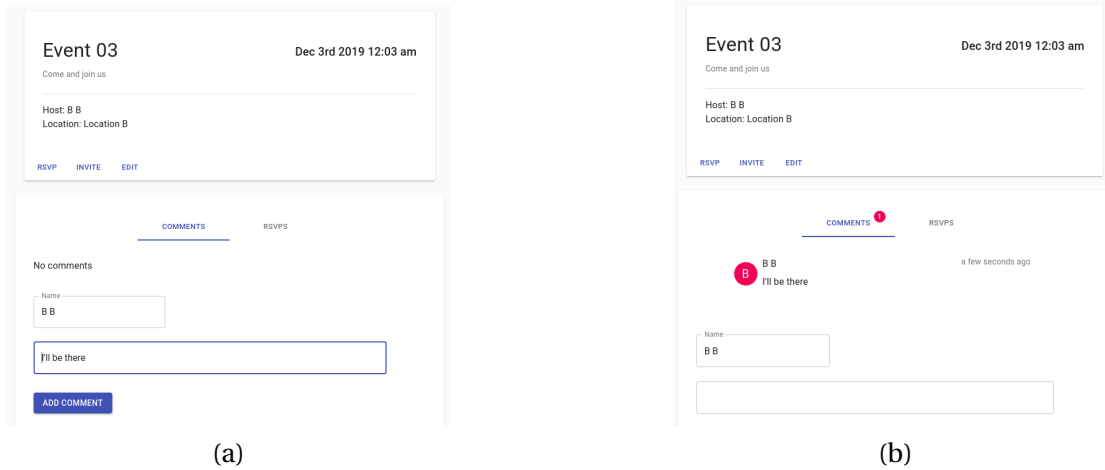 Event 03
Dec 3rd 2019 12:03 am
Come and join us
Host: B B
Location: Location B
RSVP INVITE EDIT
COMMENTS RSVPS
No comments
Name
B B
I'll be there
ADD COMMENT
(a)
Event 03
Dec 3rd 2019 12:03 am
Come and join us
Host: B B
Location: Location B
RSVP INVITE EDIT
COMMENTS 1 RSVPS
B
B B
a few seconds ago
I'll be there
Name
B B
(b)